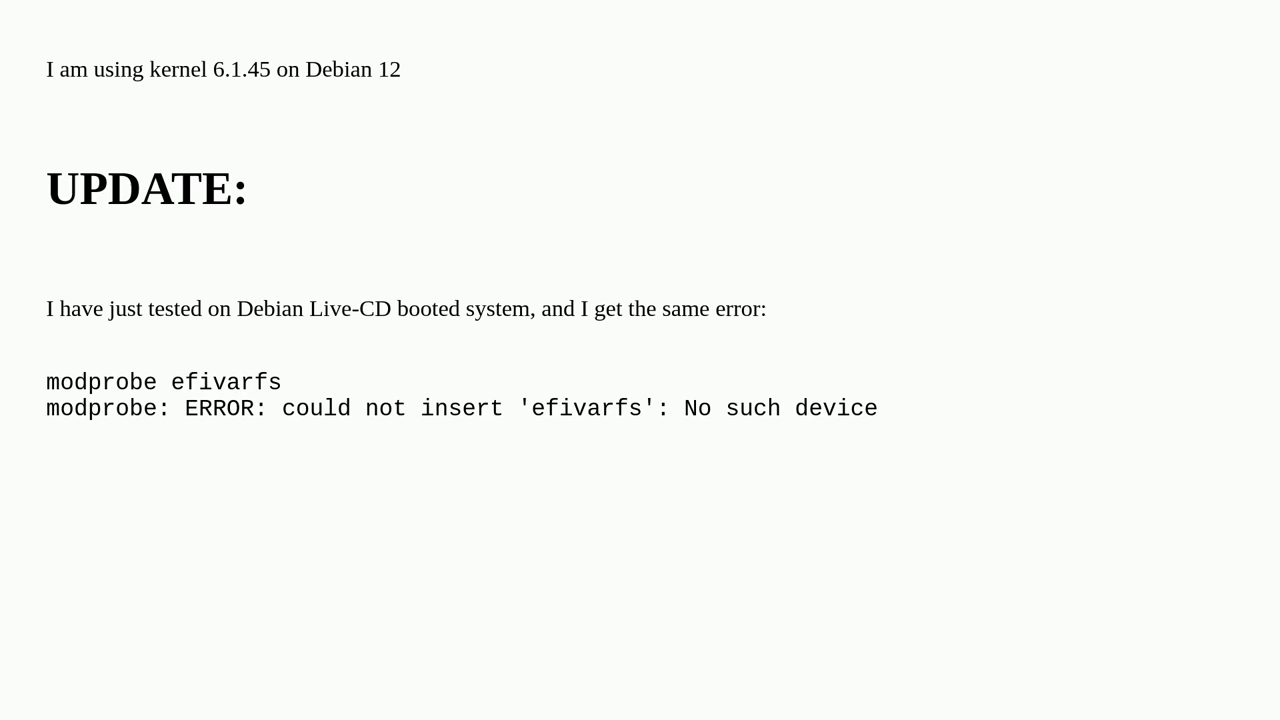 I am using kernel 6.1.45 on Debian 12
UPDATE:
I have just tested on Debian Live-CD booted system, and I get the same error:
modprobe efivarfs
modprobe: ERROR: could not insert 'efivarfs': No such device